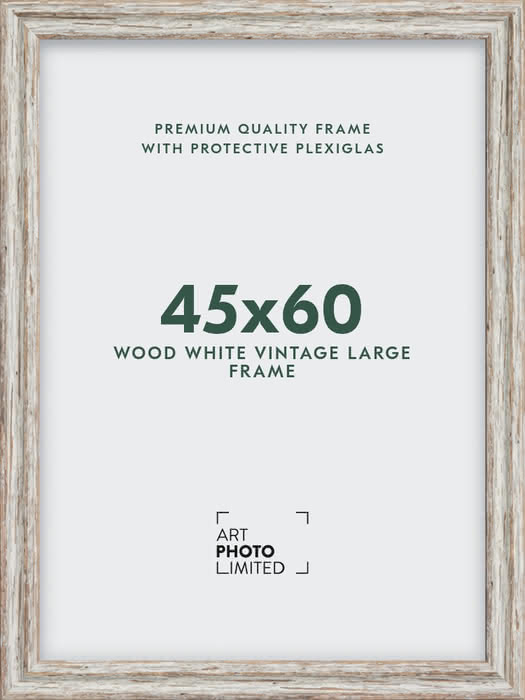 PREMIUM QUALITY FRAME
WITH PROTECTIVE PLEXIGLAS
45x60
WOOD WHITE VINTAGE LARGE
FRAME
ART
PHOTO
LIMITED